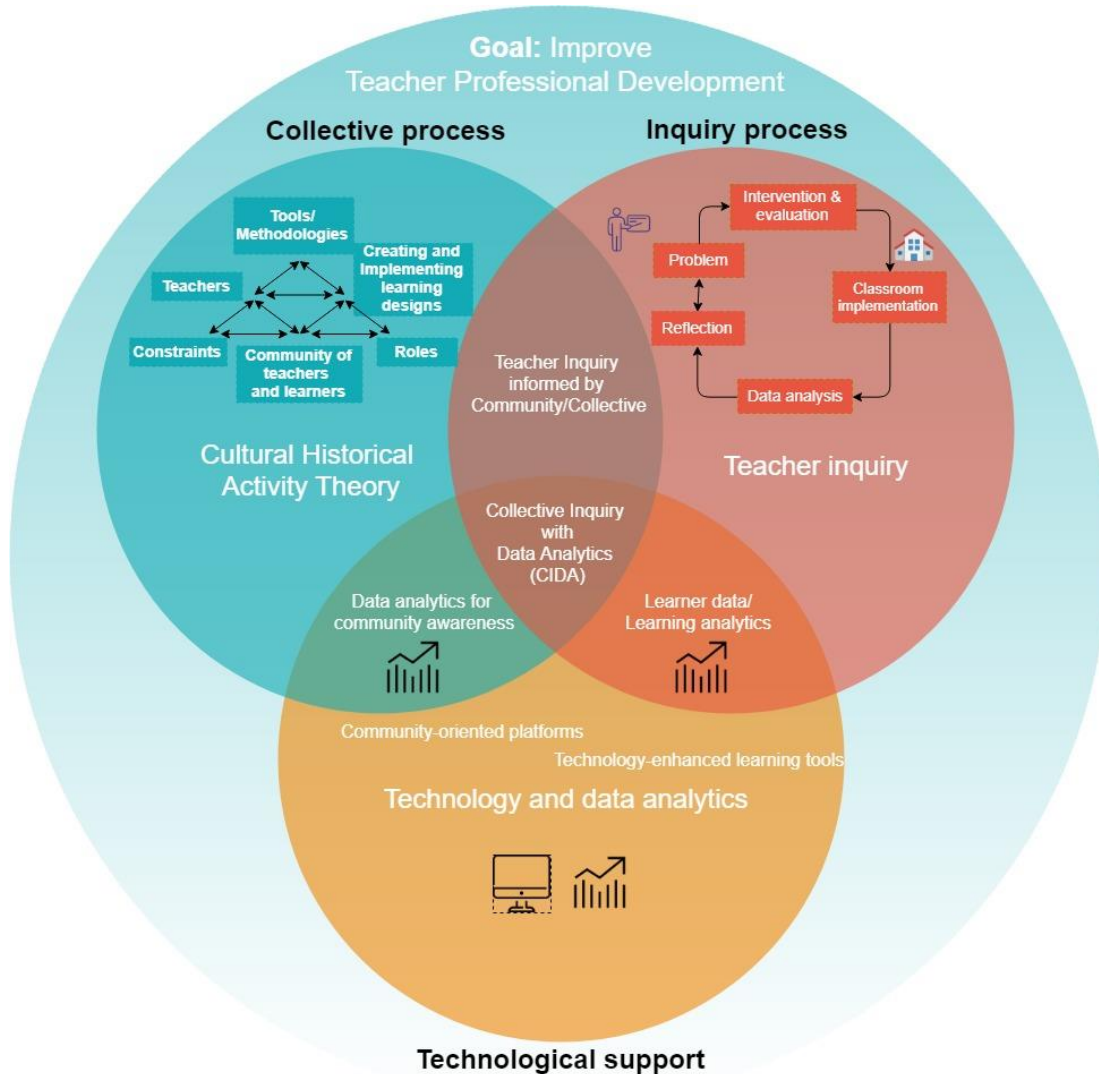 Goal: Improve
Teacher Professional Development
Collective process
Inquiry process
Tools/
Methodologies
Creating and
Implementing
learning
designs
Teachers
Constraints
Community of
teachers
and learners
Roles
Cultural Historical
Activity Theory
Intervention &
evaluation
Problem
Classroom
implementation
Reflection
Data analysis
Teacher inquiry
Teacher Inquiry
informed by
Community/Collective
Collective Inquiry
with
Data Analytics
(CIDA)
Data analytics for
community awareness
Learner data/
Learning analytics
Community-oriented platforms
Technology-enhanced learning tools
Technology and data analytics
Technological support